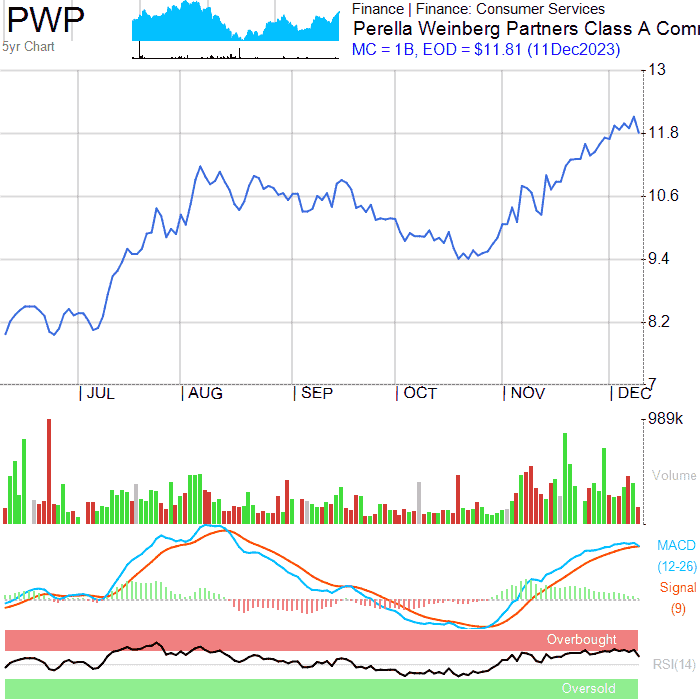 PWP
5yr Chart
Finance | Finance: Consumer Services
Perella Weinberg Partners Class A Com
MC = 1B, EOD = $11.81 (11Dec2023)
13
11.8
10.6
9.4
8.2
7
JUL AUG SEP OCT NOV DEC
989k
Volume
MACD
(12-26)
Signal
(9)
Overbought
RSI(14)
Oversold